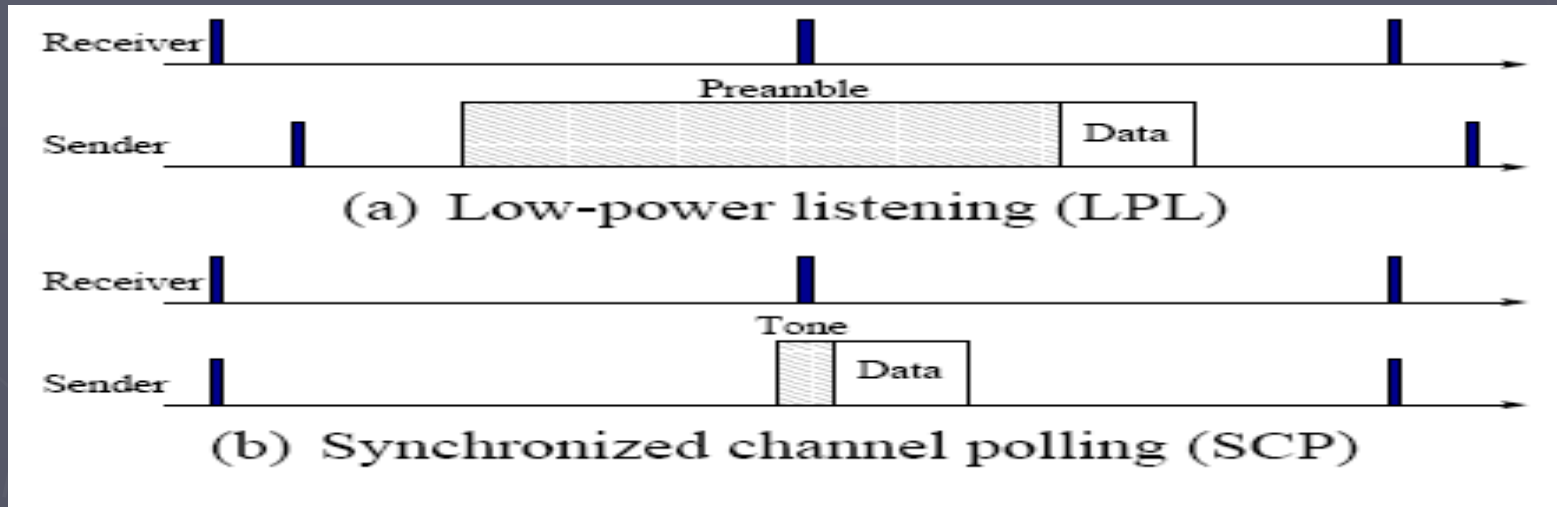 Receiver
Preamble
Sender
Data
(a) Low-power listening (LPL)
Receiver
Tone
Sender
Data
(b) Synchronized channel polling (SCP)